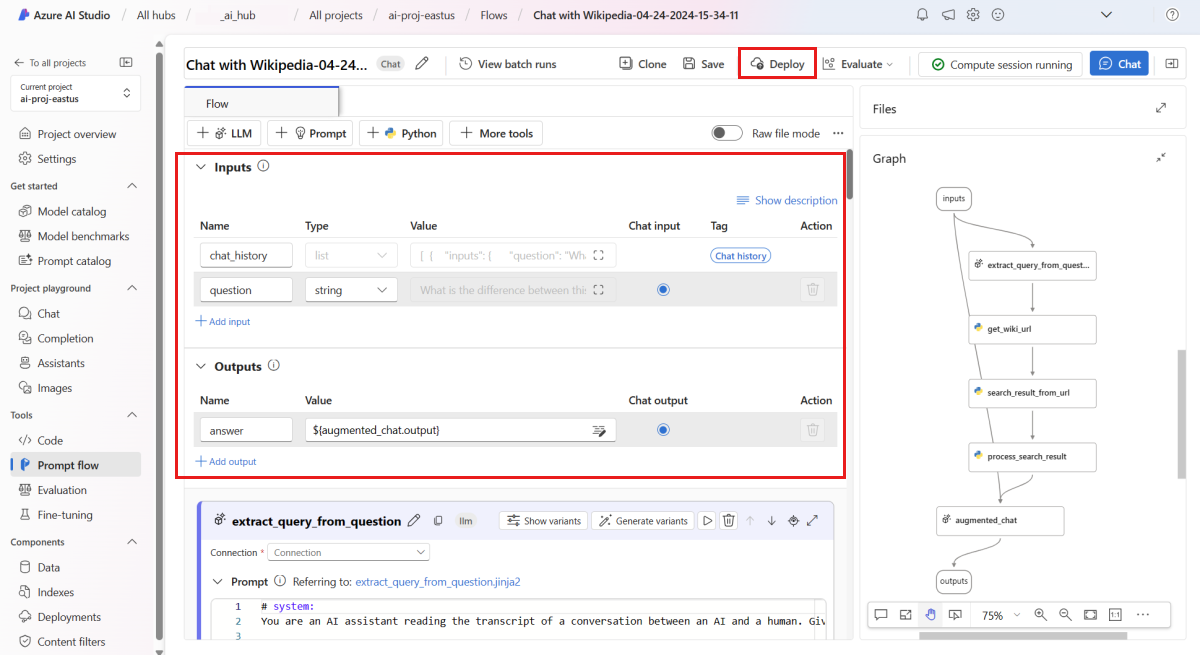 Azure AI Studio / All hubs / _ai_hub / All projects / ai-proj-eastus / Flows / Chat with Wikipedia-04-24-2024-15-34-11
To all projects
Current project
ai-proj-eastus
Project overview
Settings
Get started
Model catalog
Model benchmarks
Prompt catalog
Project playground
Chat
Completion
Assistants
Images
Tools
Code
Prompt flow
Evaluation
Fine-tuning
Components
Data
Indexes
Deployments
Content filters
Chat with Wikipedia-04-24... Chat View batch runs Clone Save Deploy Evaluate Compute session running Chat
Flow
LLM Prompt Python More tools Raw file mode
Inputs
Show description
Name Type Value Chat input Tag Action
chat_history list [ { "inputs": { "question": "Wh Chat history
question string What is the difference between thi
Add input
Outputs
Name Value Chat output Action
answer ${augmented_chat.output}
Add output
extract_query_from_question llm Show variants Generate variants
Connection * Connection
Prompt Referring to: extract_query_from_question.jinja2
1 # system:
2 You are an AI assistant reading the transcript of a conversation between an AI and a human. Giv
3
Files
Graph
inputs
extract_query_from_quest...
get_wiki_url
search_result_from_url
process_search_result
augmented_chat
outputs
75% 1:1